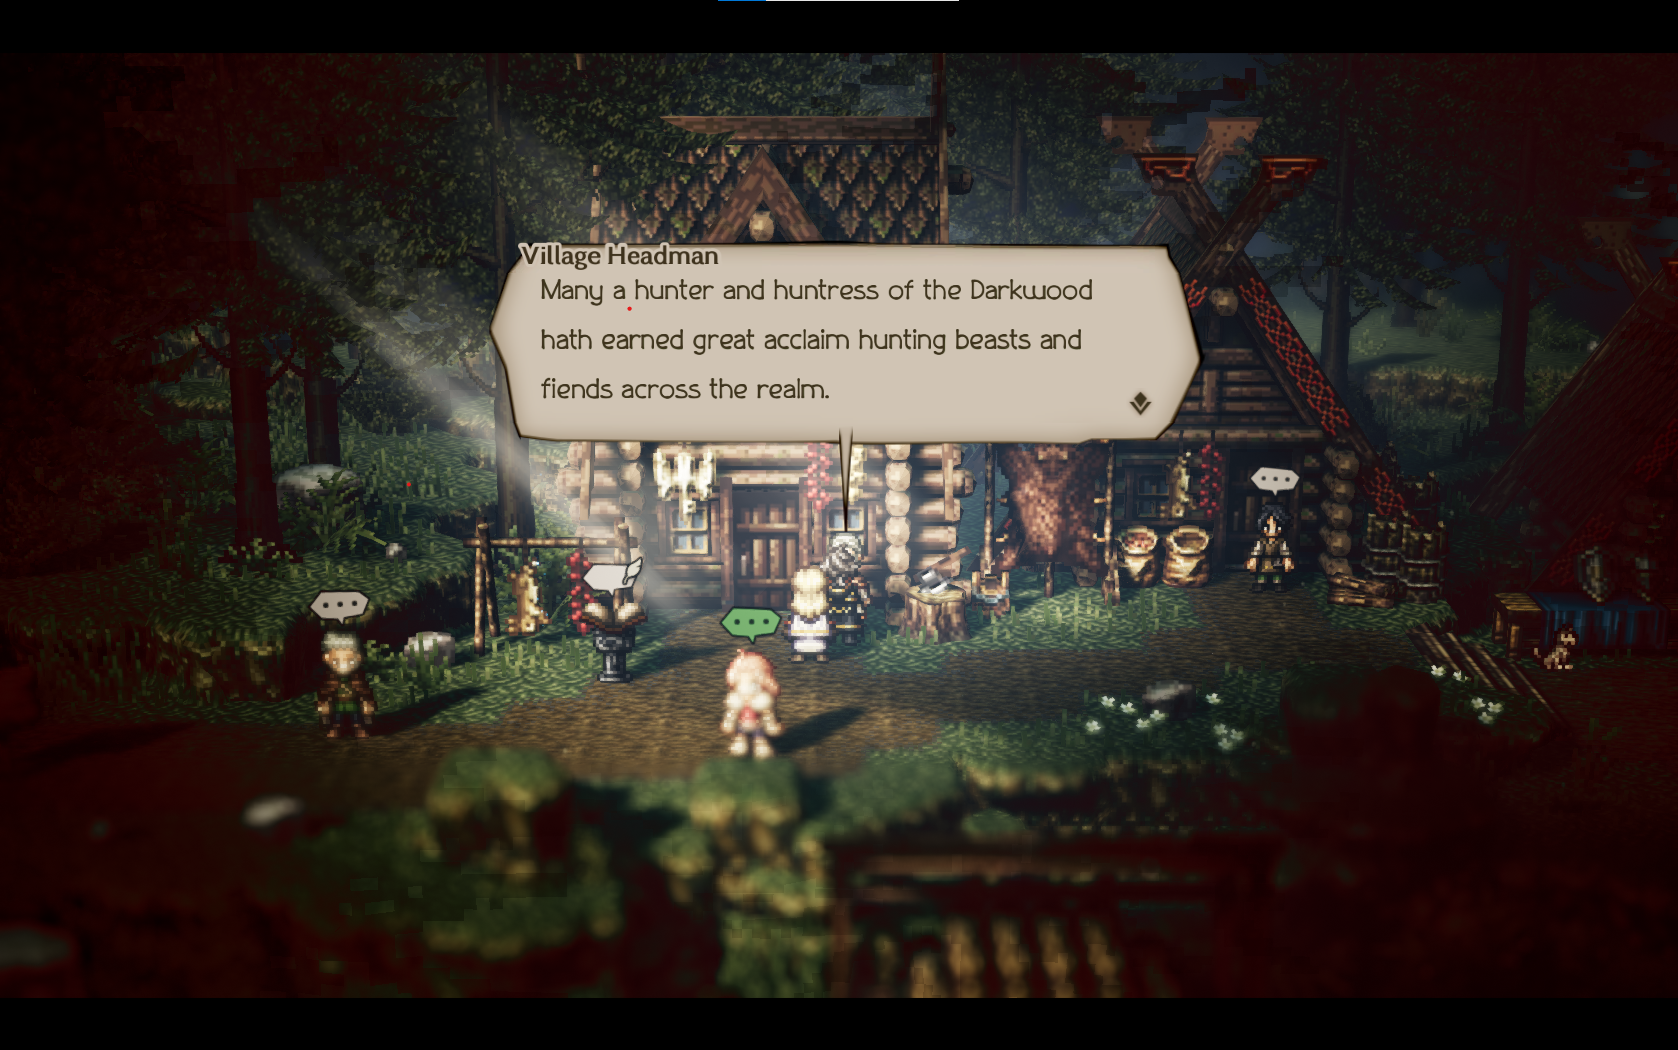 Village Headman
Many a hunter and huntress of the Darkwood
hath earned great acclaim hunting beasts and
fiends across the realm.